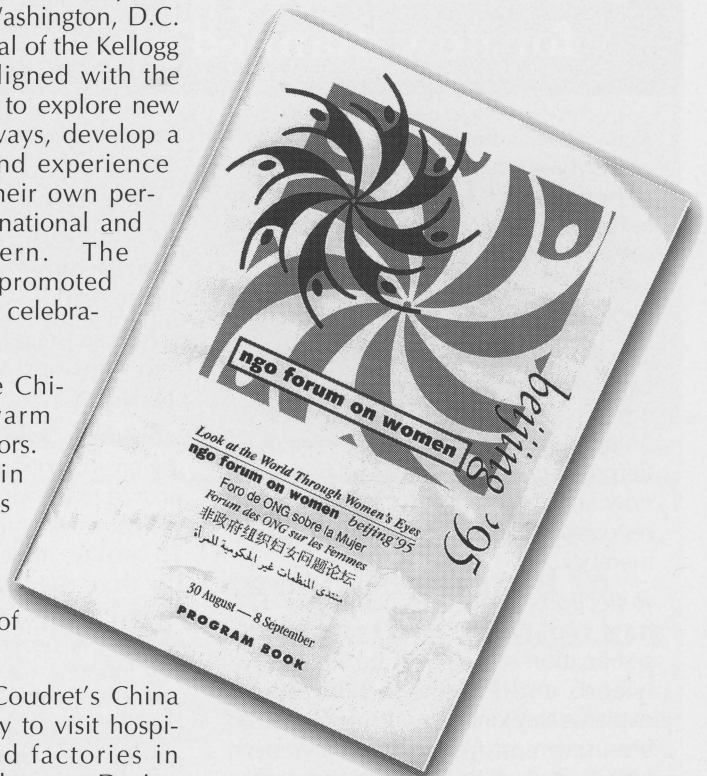 Washington, D.C.
al of the Kellogg
ligned with the
to explore new
ways, develop a
nd experience
heir own per-
national and
ern. The
promoted
celebra-
e Chi-
arm
ors.
in
s
of
Coudret's China
y to visit hospi-
d factories in
ngo forum on women
beijing '95
Look at the World Through Women's Eyes
ngo forum on women beijing'95
Foro de ONG sobre la Mujer
Forum des ONG sur les Femmes
非政府组织妇女问题论坛
منتدى المنظمات غير الحكومية للمرأة
30 August — 8 September
PROGRAM BOOK